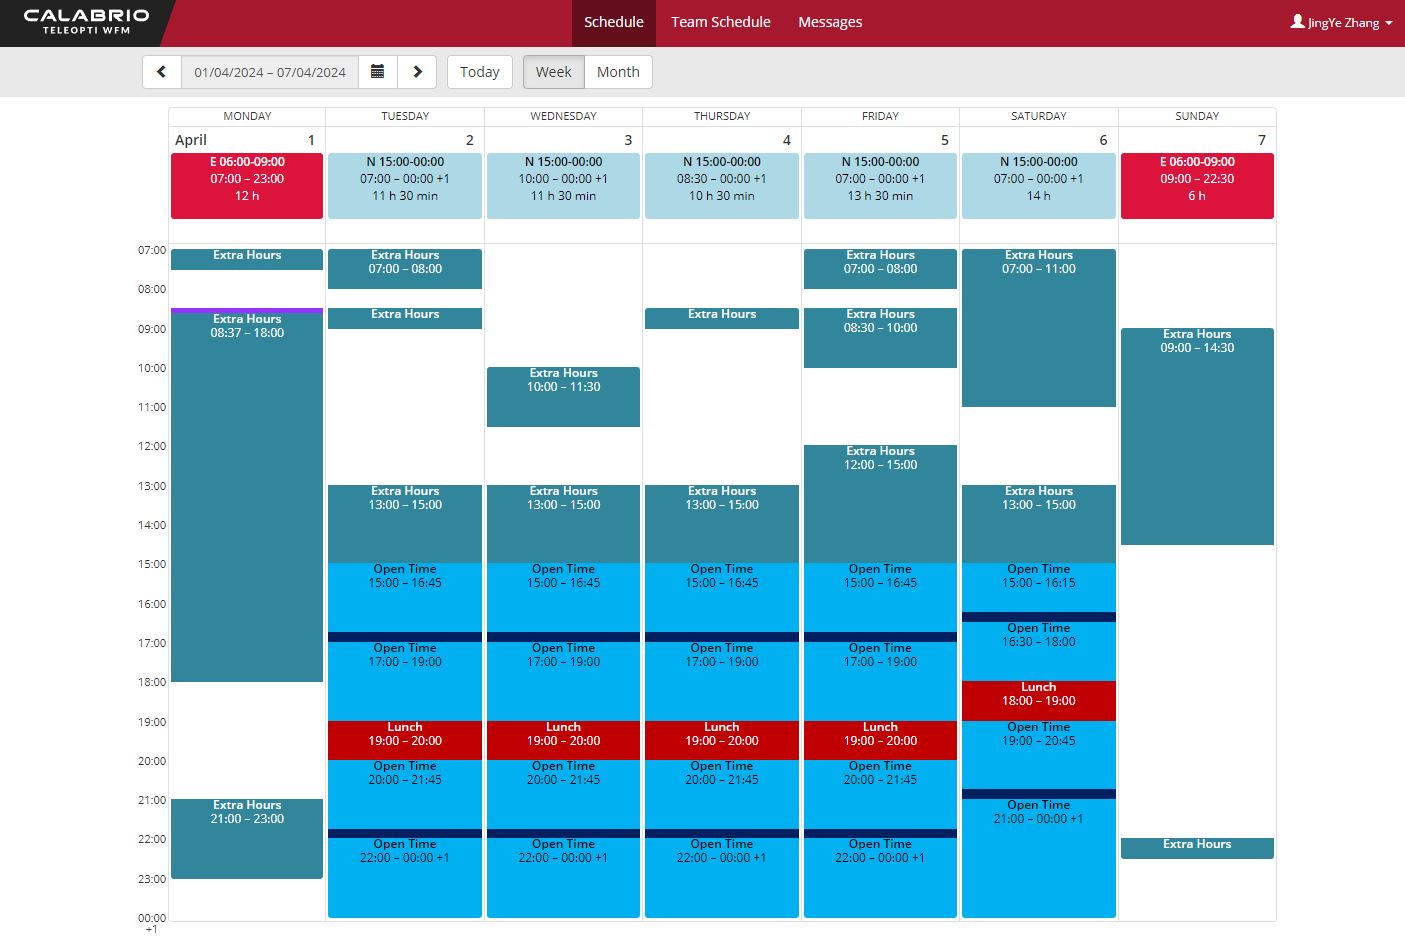 CALABRIO
TELEOPTI WFM
Schedule
Team Schedule
Messages
JingYe Zhang
01/04/2024 – 07/04/2024
Today
Week
Month
MONDAY
TUESDAY
WEDNESDAY
THURSDAY
FRIDAY
SATURDAY
SUNDAY
April 1
2
3
4
5
6
7
E 06:00-09:00
07:00 – 23:00
12 h
N 15:00-00:00
07:00 – 00:00 +1
11 h 30 min
N 15:00-00:00
10:00 – 00:00 +1
11 h 30 min
N 15:00-00:00
08:30 – 00:00 +1
10 h 30 min
N 15:00-00:00
07:00 – 00:00 +1
13 h 30 min
N 15:00-00:00
07:00 – 00:00 +1
14 h
E 06:00-09:00
09:00 – 22:30
6 h
07:00
08:00
09:00
10:00
11:00
12:00
13:00
14:00
15:00
16:00
17:00
18:00
19:00
20:00
21:00
22:00
23:00
00:00
+1
Extra Hours
Extra Hours
08:37 – 18:00
Extra Hours
21:00 – 23:00
Extra Hours
07:00 – 08:00
Extra Hours
Extra Hours
13:00 – 15:00
Open Time
15:00 – 16:45
Open Time
17:00 – 19:00
Lunch
19:00 – 20:00
Open Time
20:00 – 21:45
Open Time
22:00 – 00:00 +1
Extra Hours
10:00 – 11:30
Extra Hours
13:00 – 15:00
Open Time
15:00 – 16:45
Open Time
17:00 – 19:00
Lunch
19:00 – 20:00
Open Time
20:00 – 21:45
Open Time
22:00 – 00:00 +1
Extra Hours
Extra Hours
13:00 – 15:00
Open Time
15:00 – 16:45
Open Time
17:00 – 19:00
Lunch
19:00 – 20:00
Open Time
20:00 – 21:45
Open Time
22:00 – 00:00 +1
Extra Hours
07:00 – 08:00
Extra Hours
08:30 – 10:00
Extra Hours
12:00 – 15:00
Open Time
15:00 – 16:45
Open Time
17:00 – 19:00
Lunch
19:00 – 20:00
Open Time
20:00 – 21:45
Open Time
22:00 – 00:00 +1
Extra Hours
07:00 – 11:00
Extra Hours
13:00 – 15:00
Open Time
15:00 – 16:15
Open Time
16:30 – 18:00
Lunch
18:00 – 19:00
Open Time
19:00 – 20:45
Open Time
21:00 – 00:00 +1
Extra Hours
09:00 – 14:30
Extra Hours